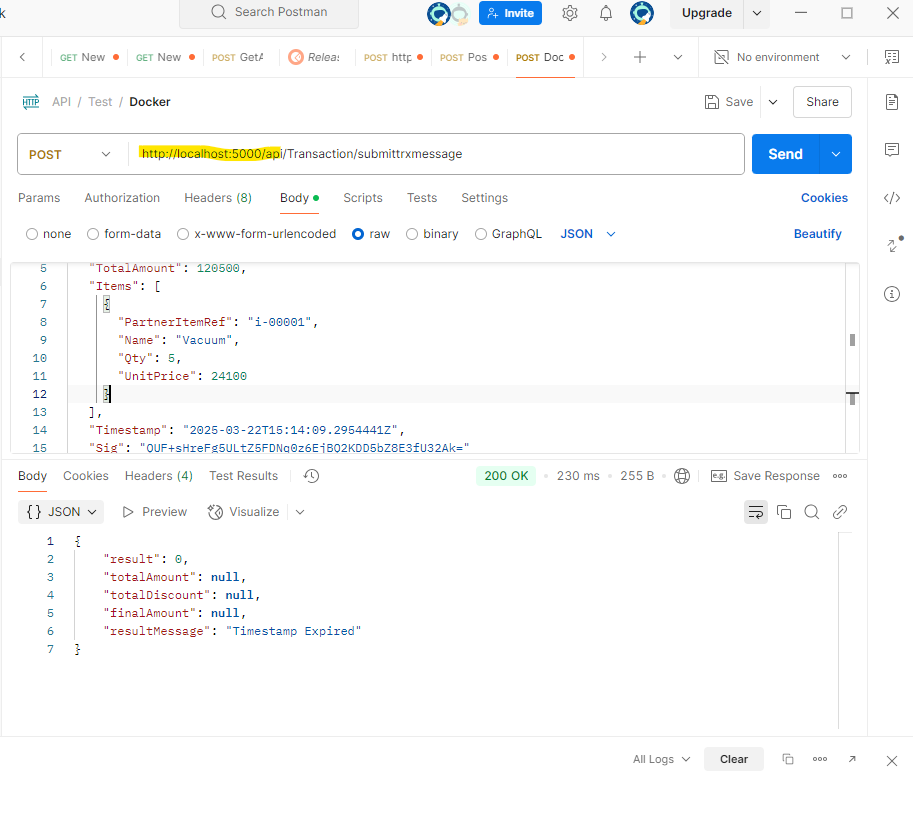 k
Search Postman
Invite
Upgrade
GET New
GET New
POST GetA
Releas
POST http
POST Pos
POST Doc
No environment
HTTP
API / Test / Docker
Save
Share
POST
http://localhost:5000/api/Transaction/submittrxmessage
Send
Params Authorization Headers (8) Body Scripts Tests Settings Cookies
none form-data x-www-form-urlencoded raw binary GraphQL JSON Beautify
5 "TotalAmount": 120500,
6 "Items": [
7 {
8 "PartnerItemRef": "i-00001",
9 "Name": "Vacuum",
10 "Qty": 5,
11 "UnitPrice": 24100
12 }
13 ],
14 "Timestamp": "2025-03-22T15:14:09.2954441Z",
15 "Sig": "QUF+sHreFg5ULtZ5FDNq0z6EjBQ2KDD5bZ8E3fU32Ak="
Body Cookies Headers (4) Test Results
200 OK
230 ms
255 B
e.g.
Save Response
{} JSON
Preview
Visualize
1 {
2 "result": 0,
3 "totalAmount": null,
4 "totalDiscount": null,
5 "finalAmount": null,
6 "resultMessage": "Timestamp Expired"
7 }
All Logs
Clear